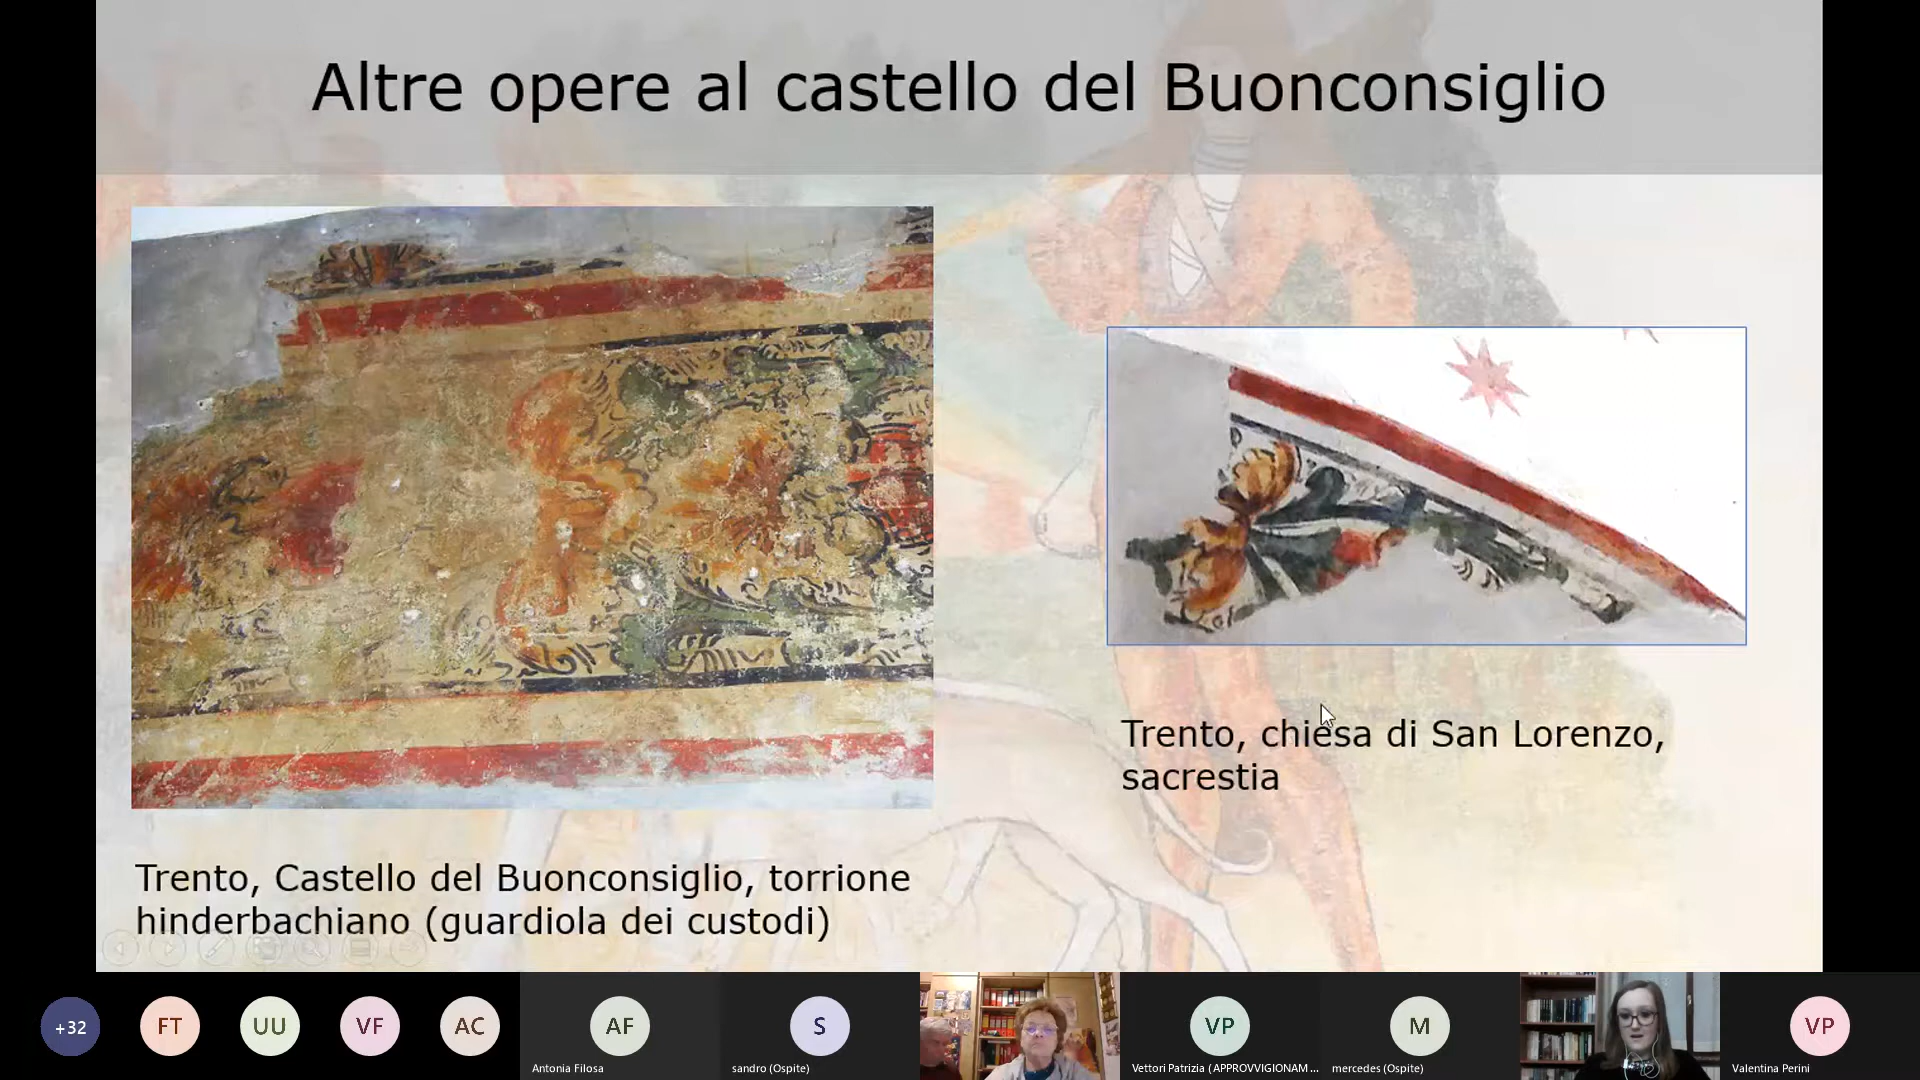 Altre opere al castello del Buonconsiglio
Trento, chiesa di San Lorenzo,
sacrestia
Trento, Castello del Buonconsiglio, torrione
hinderbachiano (guardiola dei custodi)
+32
FT
UU
VF
AC
AF
S
VP
M
VP
Antonia Filosa
sandro (Ospite)
Vettori Patrizia ( APPROVVIGIONAM ...
mercedes (Ospite)
Valentina Perini